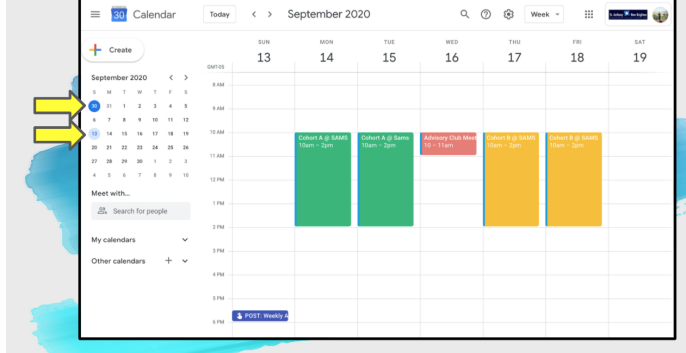 30 Calendar Today < > September 2020 Week
Create
September 2020 < >
S M T W T F S
30 31 1 2 3 4 5
6 7 8 9 10 11 12
13 14 15 16 17 18 19
20 21 22 23 24 25 26
27 28 29 30 1 2 3
4 5 6 7 8 9 10
Meet with...
Search for people
My calendars
Other calendars +
SUN MON TUE WED THU FRI SAT
13 14 15 16 17 18 19
GMT-05
8 AM
9 AM
10 AM
11 AM
12 PM
1 PM
2 PM
3 PM
4 PM
5 PM
6 PM
Cohort A @ SAMS
10am – 2pm
Cohort A @ Sams
10am – 2pm
Advisory Club Meet
10 – 11am
Cohort B @ SAMS
10am – 2pm
Cohort B @ SAMS
10am – 2pm
POST: Weekly A